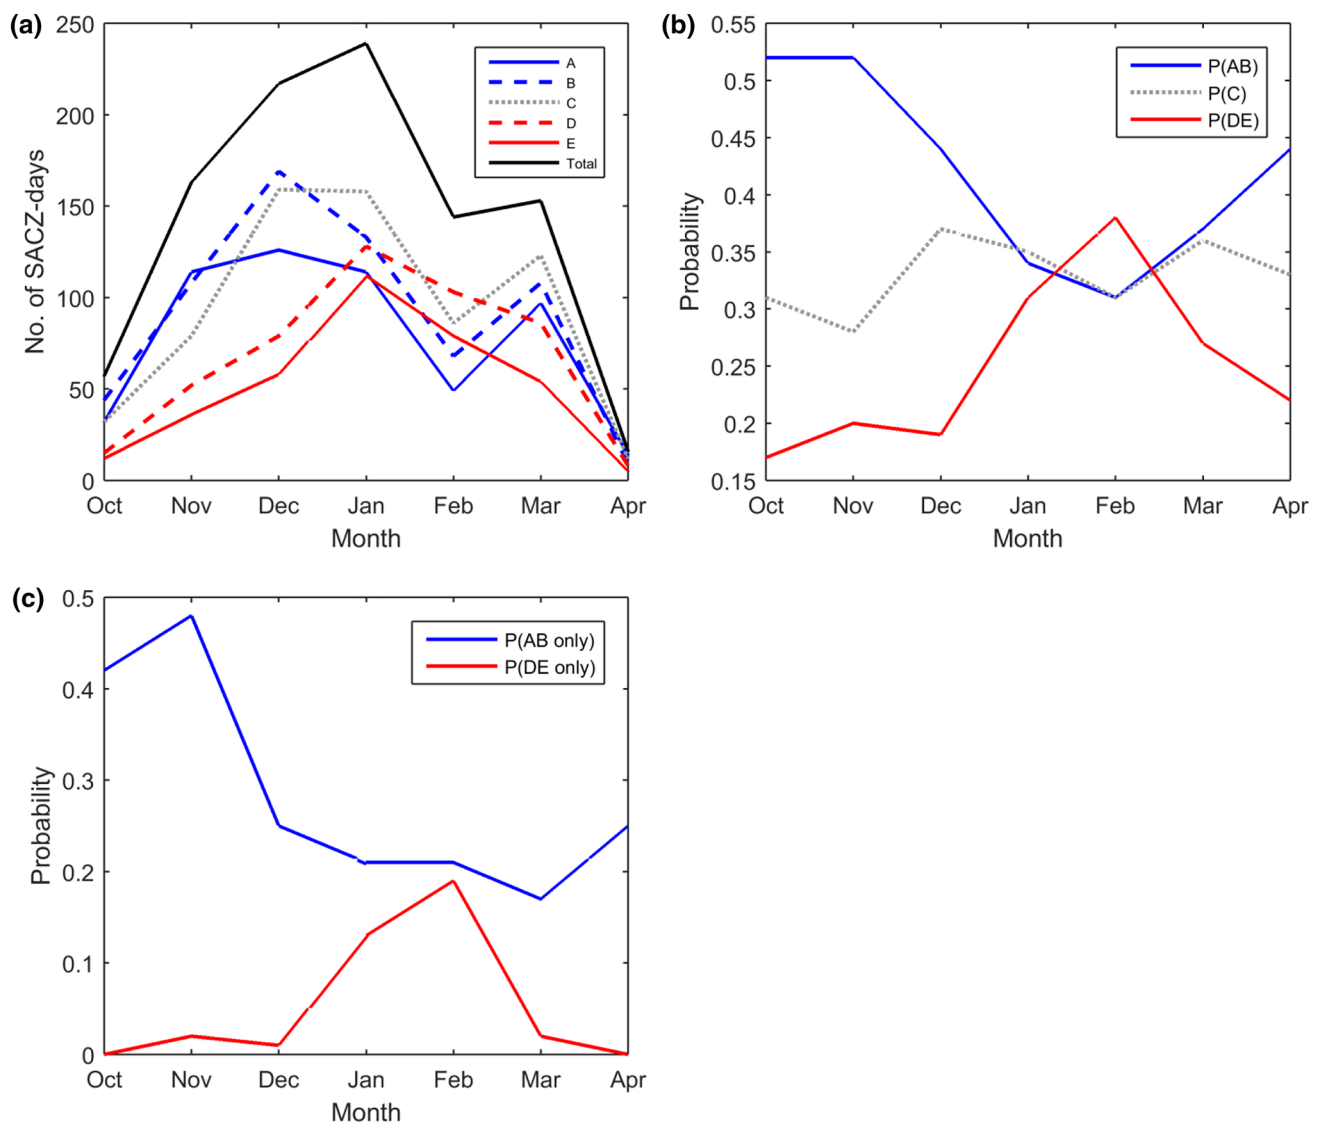 (a)
No. of SACZ-days
250
200
150
100
50
0
Oct Nov Dec Jan Feb Mar Apr
Month
A
B
C
D
E
Total
(b)
Probability
0.55
0.5
0.45
0.4
0.35
0.3
0.25
0.2
0.15
Oct Nov Dec Jan Feb Mar Apr
Month
P(AB)
P(C)
P(DE)
(c)
Probability
0.5
0.4
0.3
0.2
0.1
0
Oct Nov Dec Jan Feb Mar Apr
Month
P(AB only)
P(DE only)